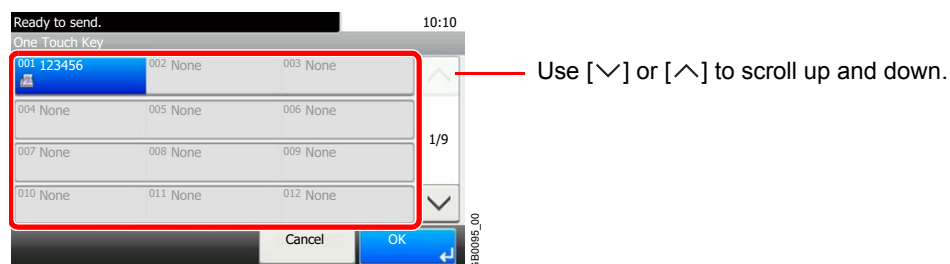 Ready to send. 10:10
One Touch Key
001 123456 002 None 003 None
Use [∨] or [∧] to scroll up and down.
004 None 005 None 006 None
1/9
007 None 008 None 009 None
010 None 011 None 012 None
Cancel OK
GB0095_00